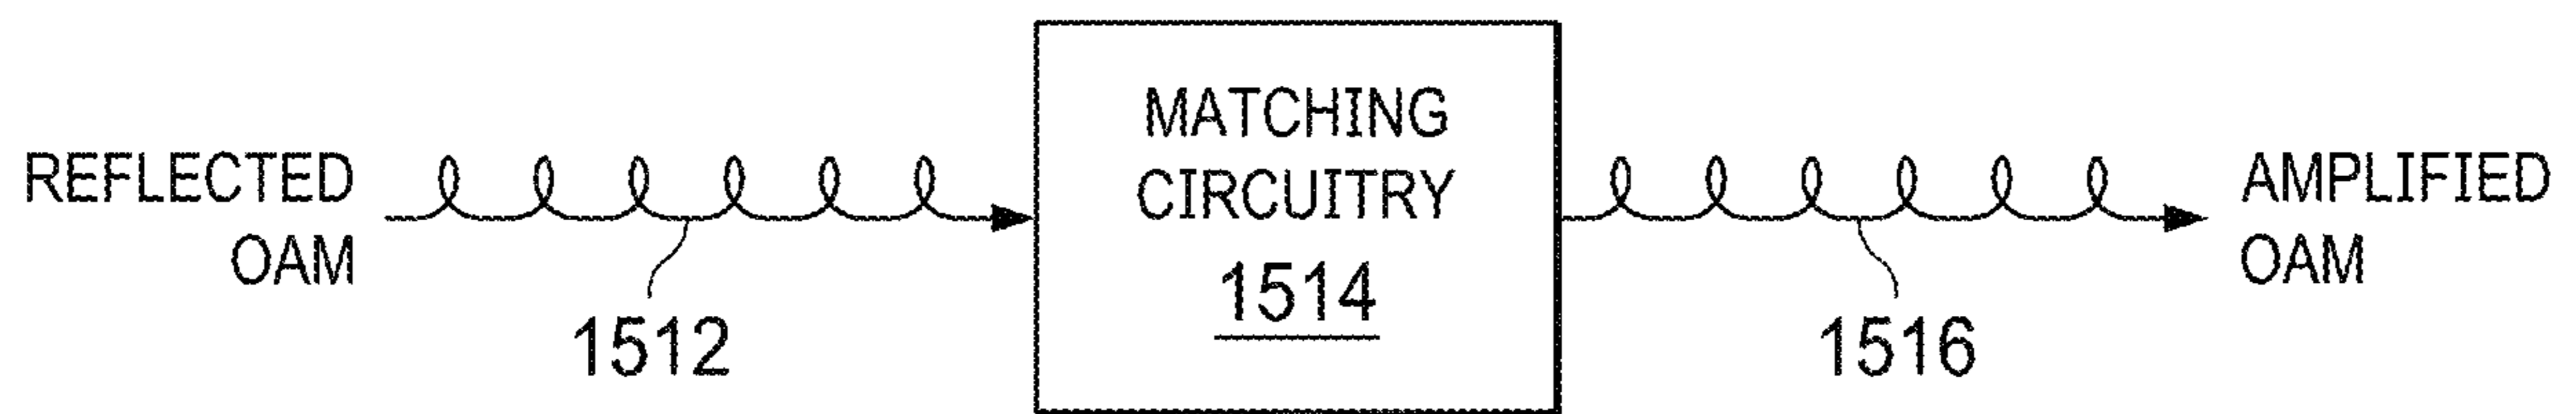 REFLECTED
OAM
1512
MATCHING
CIRCUITRY
1514
1516
AMPLIFIED
OAM